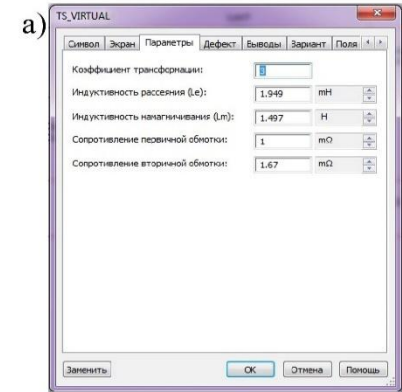 а)
TS_VIRTUAL
Символ Экран Параметры Дефект Выводы Вариант Поля
Коэффициент трансформации: 3
Индуктивность рассеяния (Le): 1.949 mH
Индуктивность намагничивания (Lm): 1.497 H
Сопротивление первичной обмотки: 1 mΩ
Сопротивление вторичной обмотки: 1.67 mΩ
Заменить OK Отмена Помощь